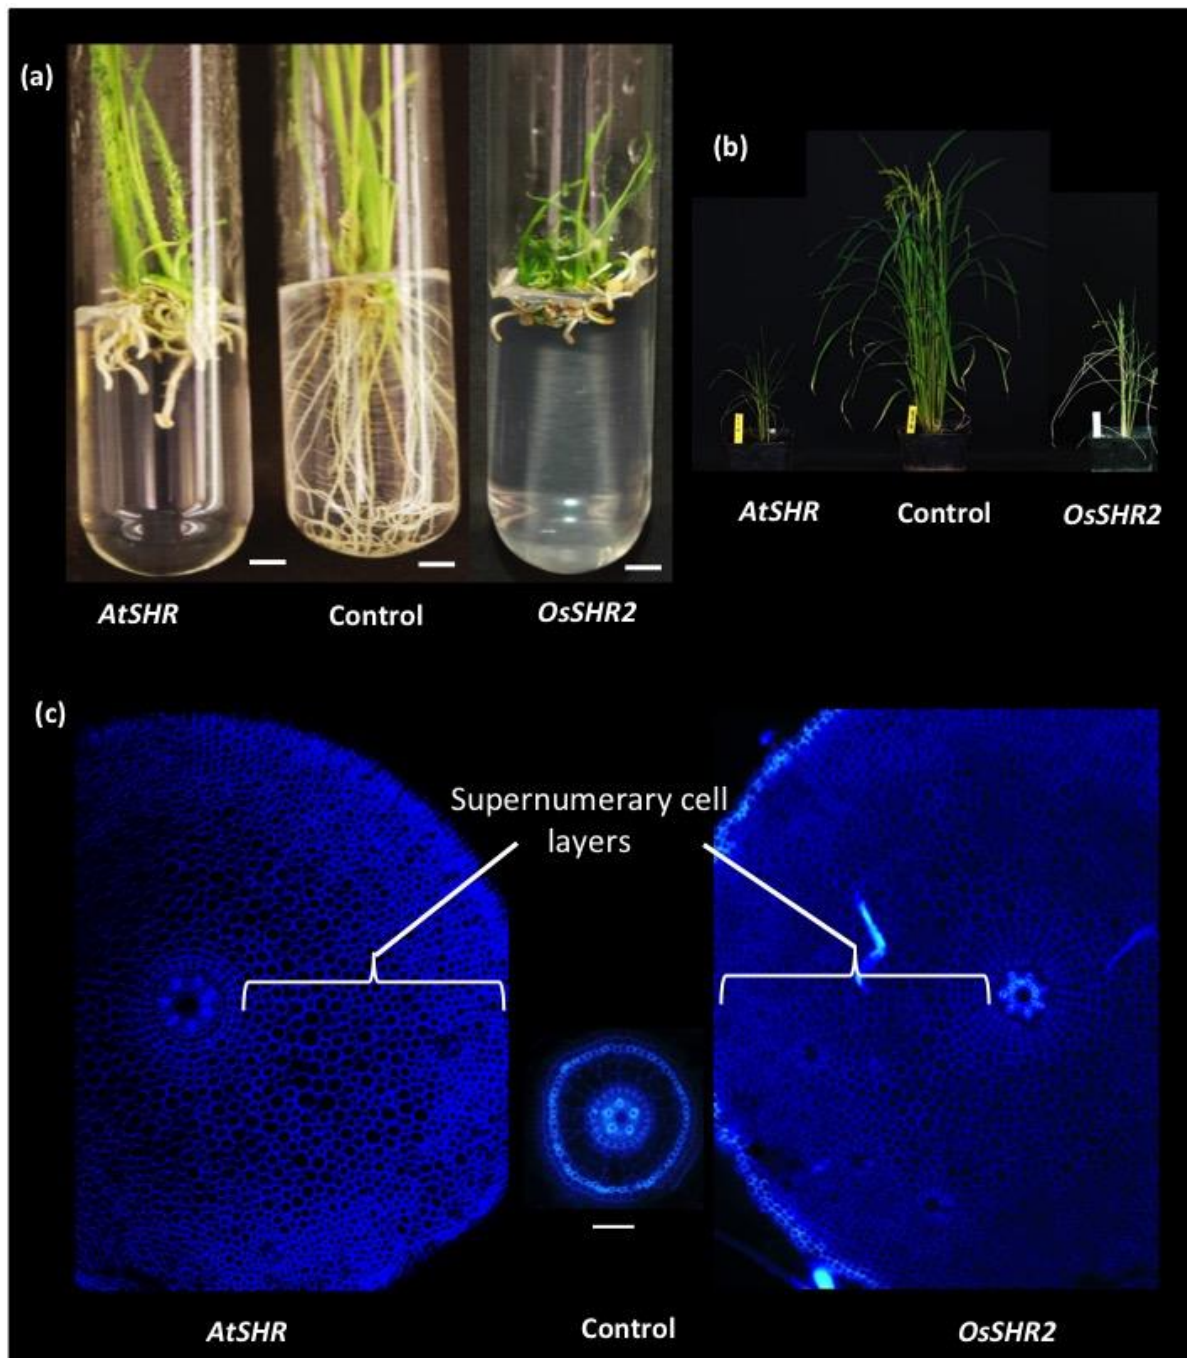 (a)
AtSHR
Control
OsSHR2
(b)
AtSHR
Control
OsSHR2
(c)
Supernumerary cell
layers
AtSHR
Control
OsSHR2